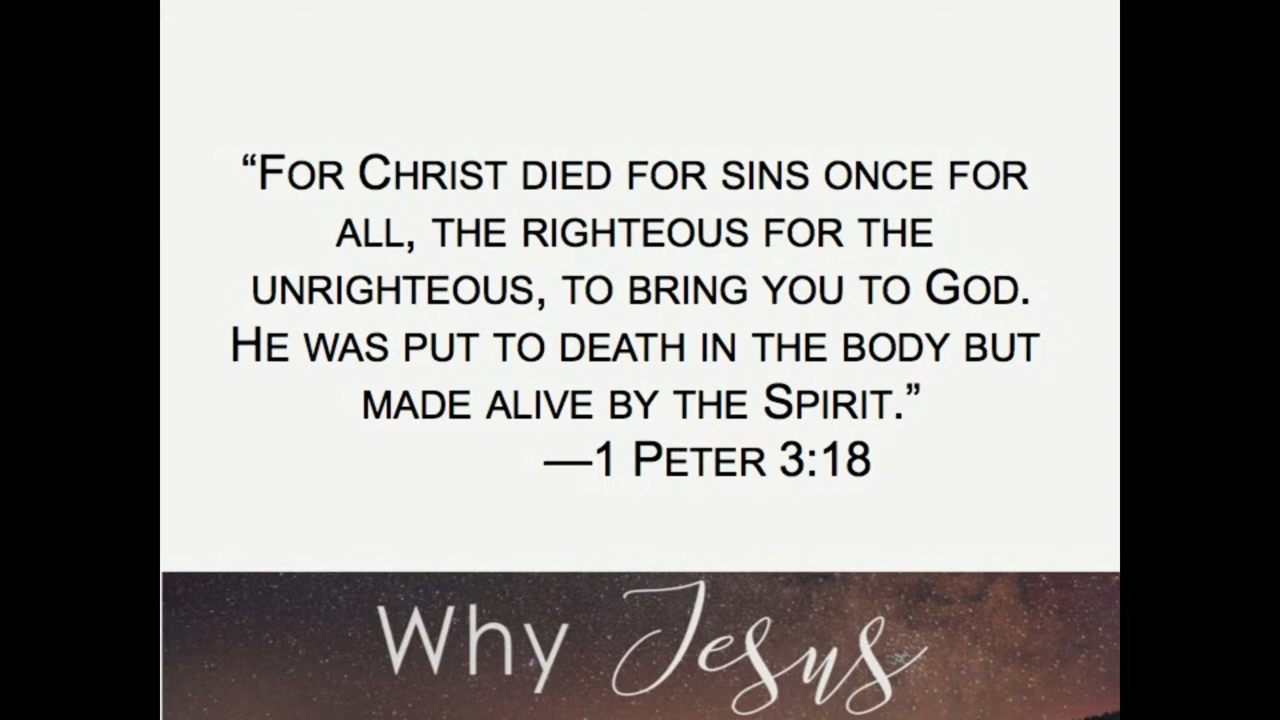 “For Christ died for sins once for
all, the righteous for the
unrighteous, to bring you to God.
He was put to death in the body but
made alive by the Spirit.”
—1 Peter 3:18
Why Jesus